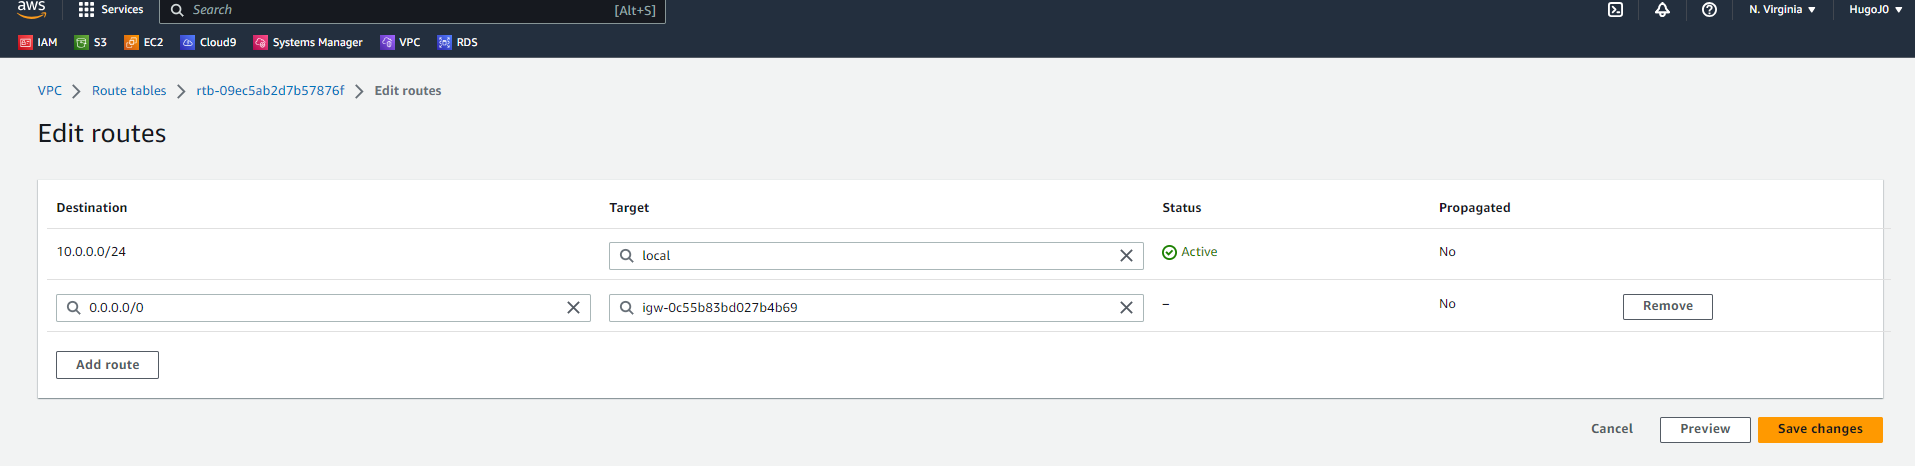 aws Services Search [Alt+S] N. Virginia HugoJ0
IAM S3 EC2 Cloud9 Systems Manager VPC RDS
VPC Route tables rtb-09ec5ab2d7b57876f Edit routes
Edit routes
Destination Target Status Propagated
10.0.0.0/24 local Active No
0.0.0.0/0 igw-0c55b83bd027b4b69 – No Remove
Add route
Cancel Preview Save changes